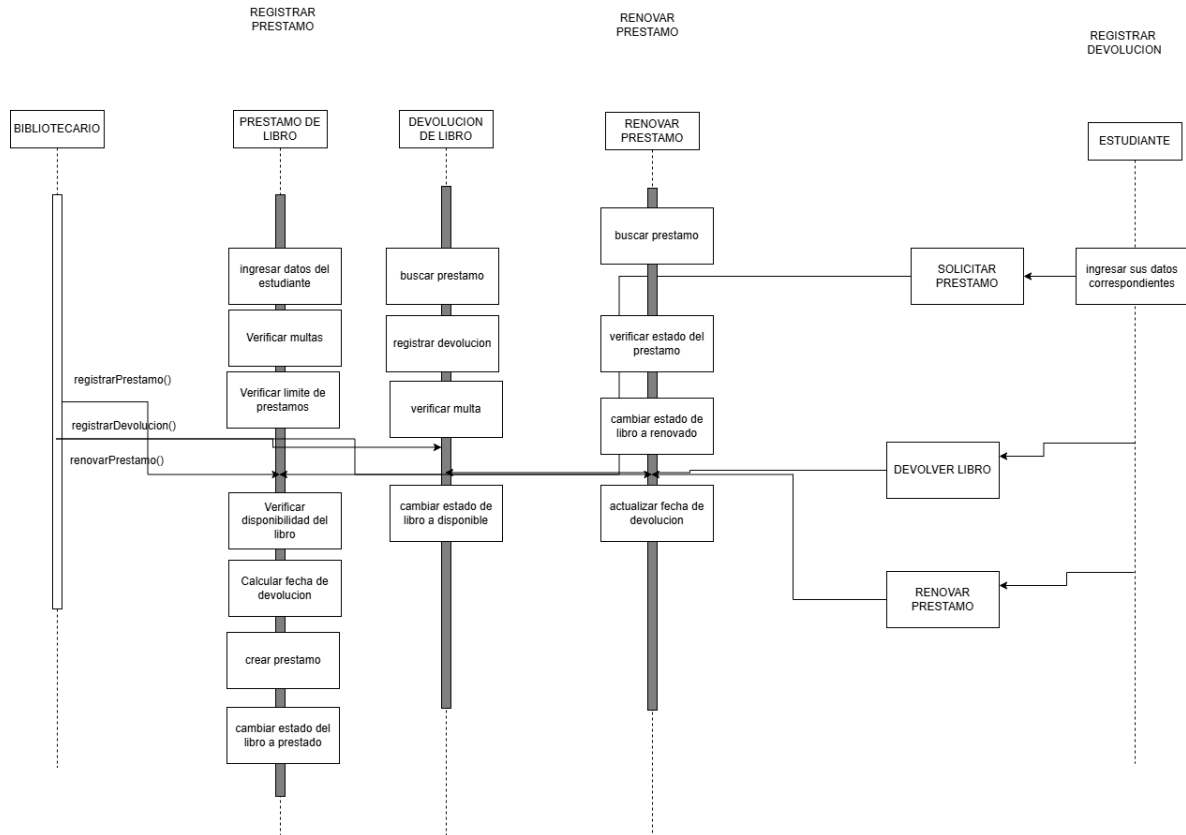 REGISTRAR
PRESTAMO
RENOVAR
PRESTAMO
REGISTRAR
DEVOLUCION
BIBLIOTECARIO
PRESTAMO DE
LIBRO
DEVOLUCION
DE LIBRO
RENOVAR
PRESTAMO
ESTUDIANTE
ingresar datos del
estudiante
Verificar multas
Verificar limite de
prestamos
Verificar
disponibilidad del
libro
Calcular fecha de
devolucion
crear prestamo
cambiar estado del
libro a prestado
buscar prestamo
registrar devolucion
verificar multa
cambiar estado de
libro a disponible
buscar prestamo
verificar estado del
prestamo
cambiar estado de
libro a renovado
actualizar fecha de
devolucion
SOLICITAR
PRESTAMO
ingresar sus datos
correspondientes
DEVOLVER LIBRO
RENOVAR
PRESTAMO
registrarPrestamo()
registrarDevolucion()
renovarPrestamo()